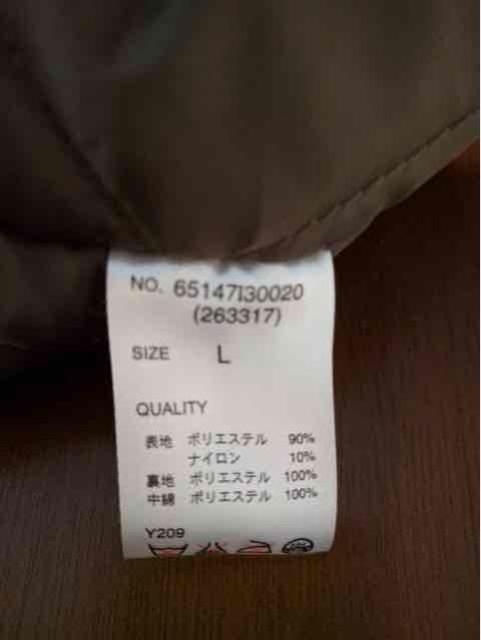 NO. 65147130020
(263317)
SIZE L
QUALITY
表地 ポリエステル 90%
ナイロン 10%
裏地 ポリエステル 100%
中綿 ポリエステル 100%
Y209